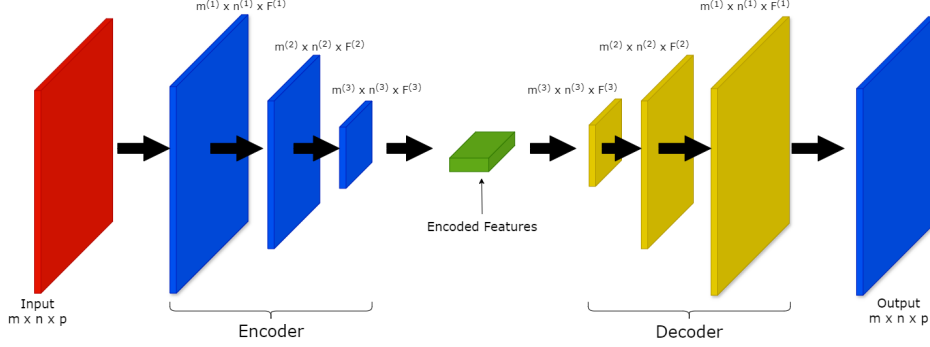 m⁽¹⁾ x n⁽¹⁾ x F⁽¹⁾
m⁽²⁾ x n⁽²⁾ x F⁽²⁾
m⁽³⁾ x n⁽³⁾ x F⁽³⁾
m⁽³⁾ x n⁽³⁾ x F⁽³⁾
m⁽²⁾ x n⁽²⁾ x F⁽²⁾
m⁽¹⁾ x n⁽¹⁾ x F⁽¹⁾
Encoded Features
Input
m x n x p
Encoder
Decoder
Output
m x n x p